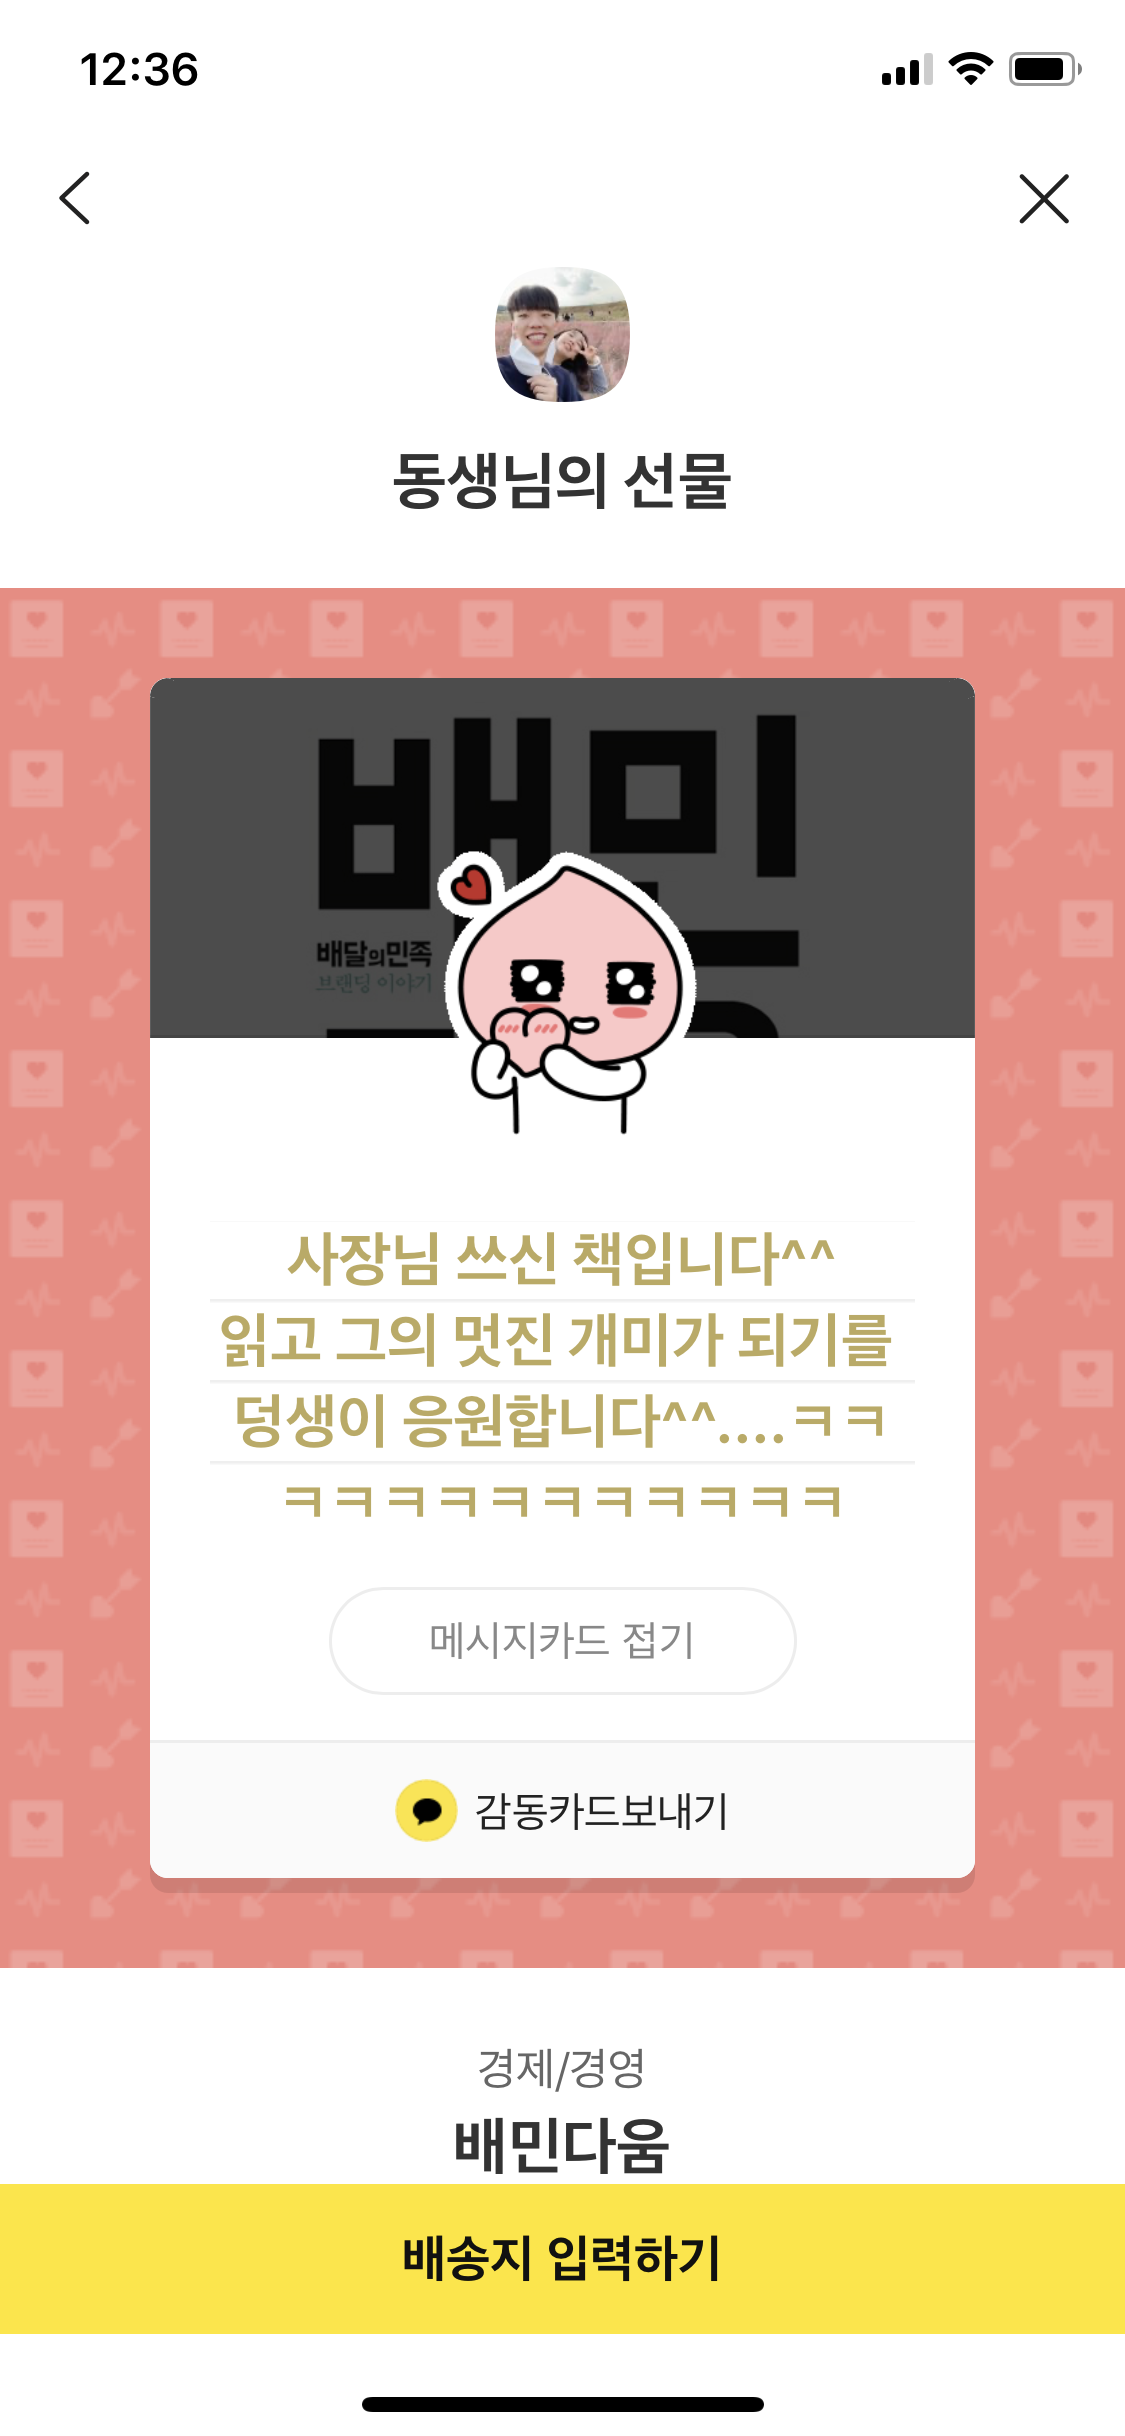 12:36
동생님의 선물
배민
배달의민족
브랜딩 이야기
사장님 쓰신 책입니다^^
읽고 그의 멋진 개미가 되기를
덩생이 응원합니다^^....ㅋㅋ
ㅋㅋㅋㅋㅋㅋㅋㅋㅋㅋㅋ
메시지카드 접기
감동카드보내기
경제/경영
배민다움
배송지 입력하기